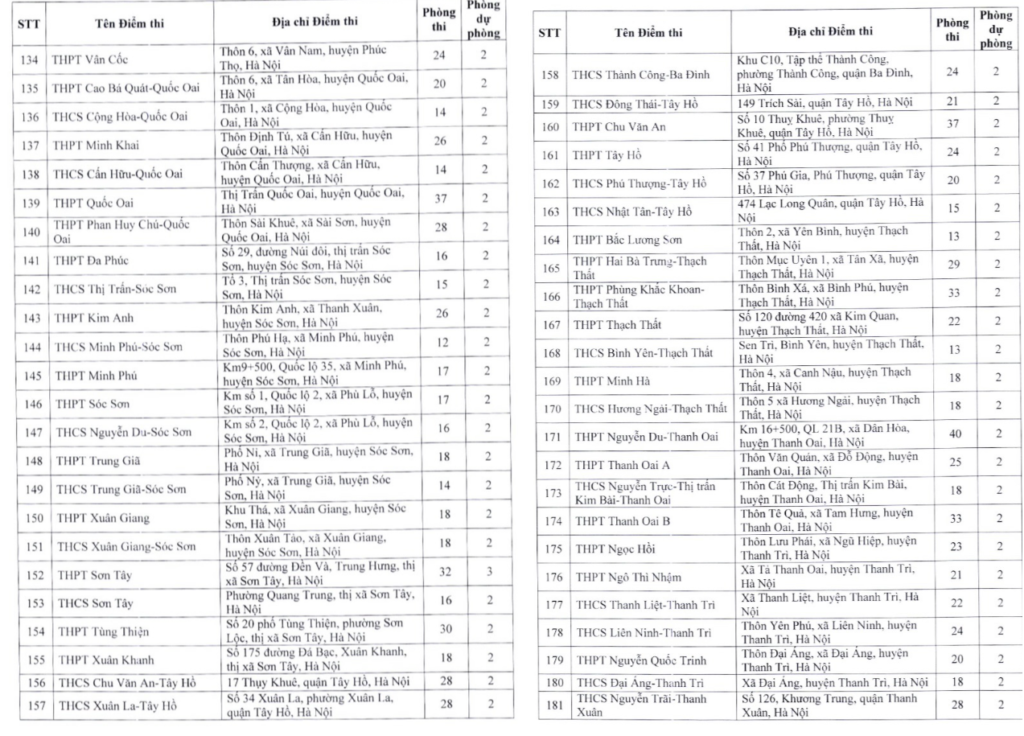 STT Tên Điểm thi Địa chỉ Điểm thi Phòng thi Phòng dự phòng
134 THPT Vân Cốc Thôn 6, xã Vân Nam, huyện Phúc Thọ, Hà Nội 24 2
135 THPT Cao Bá Quát-Quốc Oai Thôn 6, xã Tân Hòa, huyện Quốc Oai, Hà Nội 20 2
136 THCS Cộng Hòa-Quốc Oai Thôn 1, xã Cộng Hòa, huyện Quốc Oai, Hà Nội 14 2
137 THPT Minh Khai Thôn Định Tú, xã Cấn Hữu, huyện Quốc Oai, Hà Nội 26 2
138 THCS Cấn Hữu-Quốc Oai Thôn Cấn Thượng, xã Cấn Hữu, huyện Quốc Oai, Hà Nội 14 2
139 THPT Quốc Oai Thị Trấn Quốc Oai, huyện Quốc Oai, Hà Nội 37 2
140 THPT Phan Huy Chú-Quốc Oai Thôn Sài Khuê, xã Sài Sơn, huyện Quốc Oai, Hà Nội 28 2
141 THPT Đa Phúc Số 29, đường Núi đôi, thị trấn Sóc Sơn, huyện Sóc Sơn, Hà Nội 16 2
142 THCS Thị Trấn-Sóc Sơn Tổ 3, Thị trấn Sóc Sơn, huyện Sóc Sơn, Hà Nội 15 2
143 THPT Kim Anh Thôn Kim Anh, xã Thanh Xuân, huyện Sóc Sơn, Hà Nội 26 2
144 THCS Minh Phú-Sóc Sơn Thôn Phú Hạ, xã Minh Phú, huyện Sóc Sơn, Hà Nội 12 2
145 THPT Minh Phú Km9+500, Quốc lộ 35, xã Minh Phú, huyện Sóc Sơn, Hà Nội 17 2
146 THPT Sóc Sơn Km số 1, Quốc lộ 2, xã Phù Lỗ, huyện Sóc Sơn, Hà Nội 17 2
147 THCS Nguyễn Du-Sóc Sơn Km số 2, Quốc lộ 2, xã Phù Lỗ, huyện Sóc Sơn, Hà Nội 16 2
148 THPT Trung Giã Phố Nỉ, xã Trung Giã, huyện Sóc Sơn, Hà Nội 18 2
149 THCS Trung Giã-Sóc Sơn Phố Nỷ, xã Trung Giã, huyện Sóc Sơn, Hà Nội 14 2
150 THPT Xuân Giang Khu Thá, xã Xuân Giang, huyện Sóc Sơn, Hà Nội 18 2
151 THCS Xuân Giang-Sóc Sơn Thôn Xuân Tảo, xã Xuân Giang, huyện Sóc Sơn, Hà Nội 18 2
152 THPT Sơn Tây Số 57 đường Đền Và, Trung Hưng, thị xã Sơn Tây, Hà Nội 32 3
153 THCS Sơn Tây Phường Quang Trung, thị xã Sơn Tây, Hà Nội 16 2
154 THPT Tùng Thiện Số 20 phố Tùng Thiện, phường Sơn Lộc, thị xã Sơn Tây, Hà Nội 30 2
155 THPT Xuân Khanh Số 175 đường Đá Bạc, Xuân Khanh, thị xã Sơn Tây, Hà Nội 18 2
156 THCS Chu Văn An-Tây Hồ 17 Thụy Khuê, quận Tây Hồ, Hà Nội 28 2
157 THCS Xuân La-Tây Hồ Số 34 Xuân La, phường Xuân La, quận Tây Hồ, Hà Nội 28 2
STT Tên Điểm thi Địa chỉ Điểm thi Phòng thi Phòng dự phòng
158 THCS Thành Công-Ba Đình Khu C10, Tập thể Thành Công, phường Thành Công, quận Ba Đình, Hà Nội 24 2
159 THCS Đông Thái-Tây Hồ 149 Trích Sài, quận Tây Hồ, Hà Nội 21 2
160 THPT Chu Văn An Số 10 Thuỵ Khuê, phường Thuỵ Khuê, quận Tây Hồ, Hà Nội 37 2
161 THPT Tây Hồ Số 41 Phố Phú Thượng, quận Tây Hồ, Hà Nội 24 2
162 THCS Phú Thượng-Tây Hồ Số 37 Phú Gia, Phú Thượng, quận Tây Hồ, Hà Nội 20 2
163 THCS Nhật Tân-Tây Hồ 474 Lạc Long Quân, quận Tây Hồ, Hà Nội 15 2
164 THPT Bắc Lương Sơn Thôn 2, xã Yên Bình, huyện Thạch Thất, Hà Nội 13 2
165 THPT Hai Bà Trưng-Thạch Thất Thôn Mục Uyên 1, xã Tân Xã, huyện Thạch Thất, Hà Nội 29 2
166 THPT Phùng Khắc Khoan-Thạch Thất Thôn Bình Xá, xã Bình Phú, huyện Thạch Thất, Hà Nội 33 2
167 THPT Thạch Thất Số 120 đường 420 xã Kim Quan, huyện Thạch Thất, Hà Nội 22 2
168 THCS Bình Yên-Thạch Thất Sen Trì, Bình Yên, huyện Thạch Thất, Hà Nội 13 2
169 THPT Minh Hà Thôn 4, xã Canh Nậu, huyện Thạch Thất, Hà Nội 18 2
170 THCS Hương Ngải-Thạch Thất Thôn 5 xã Hương Ngải, huyện Thạch Thất, Hà Nội 18 2
171 THPT Nguyễn Du-Thanh Oai Km 16+500, QL 21B, xã Dân Hòa, huyện Thanh Oai, Hà Nội 40 2
172 THPT Thanh Oai A Thôn Văn Quán, xã Đỗ Động, huyện Thanh Oai, Hà Nội 25 2
173 THCS Nguyễn Trực-Thị trấn Kim Bài-Thanh Oai Thôn Cát Động, Thị trấn Kim Bài, huyện Thanh Oai, Hà Nội 18 2
174 THPT Thanh Oai B Thôn Tê Quả, xã Tam Hưng, huyện Thanh Oai, Hà Nội 33 2
175 THPT Ngọc Hồi Thôn Lưu Phái, xã Ngũ Hiệp, huyện Thanh Trì, Hà Nội 23 2
176 THPT Ngô Thì Nhậm Xã Tả Thanh Oai, huyện Thanh Trì, Hà Nội 21 2
177 THCS Thanh Liệt-Thanh Trì Xã Thanh Liệt, huyện Thanh Trì, Hà Nội 22 2
178 THCS Liên Ninh-Thanh Trì Thôn Yên Phú, xã Liên Ninh, huyện Thanh Trì, Hà Nội 24 2
179 THPT Nguyễn Quốc Trinh Thôn Đại Áng, xã Đại Áng, huyện Thanh Trì, Hà Nội 20 2
180 THCS Đại Áng-Thanh Trì Xã Đại Áng, huyện Thanh Trì, Hà Nội 18 2
181 THCS Nguyễn Trãi-Thanh Xuân Số 126, Khương Trung, quận Thanh Xuân, Hà Nội 28 2